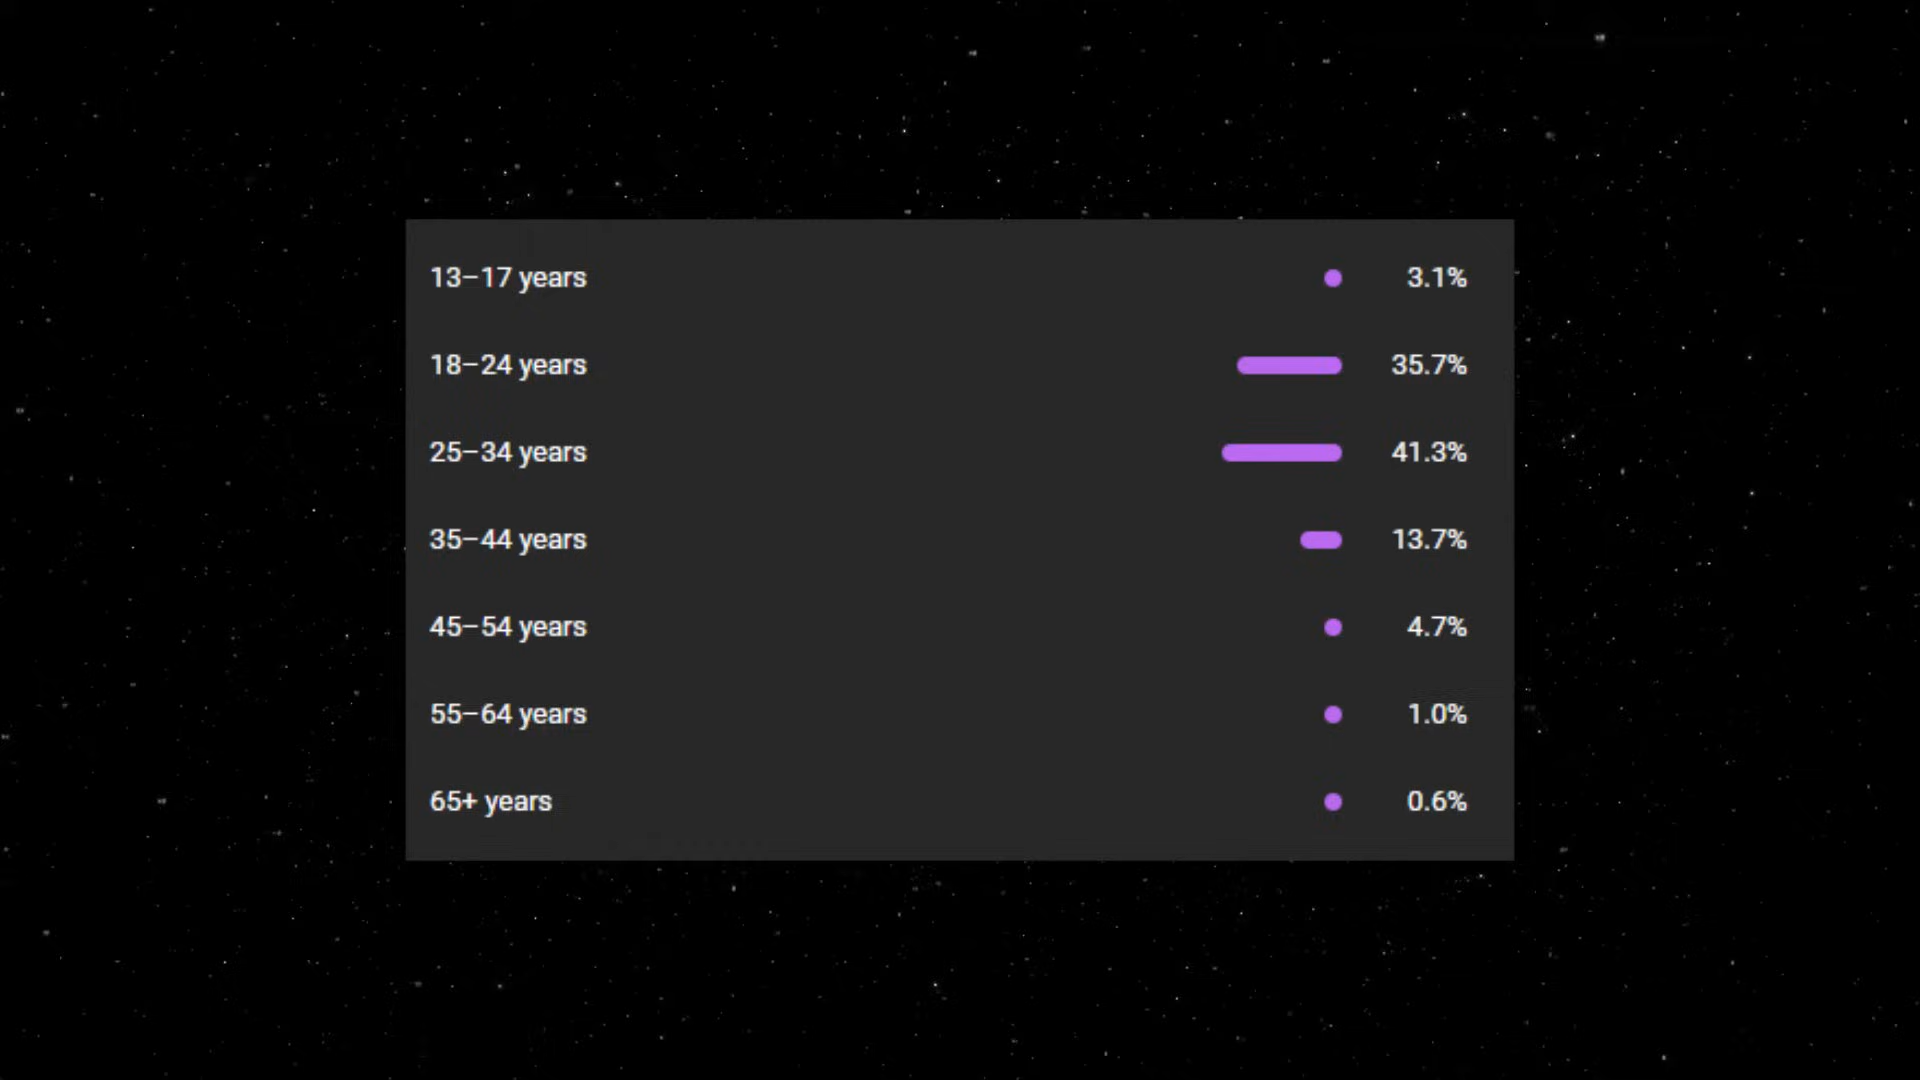 13–17 years 3.1%
18–24 years 35.7%
25–34 years 41.3%
35–44 years 13.7%
45–54 years 4.7%
55–64 years 1.0%
65+ years 0.6%